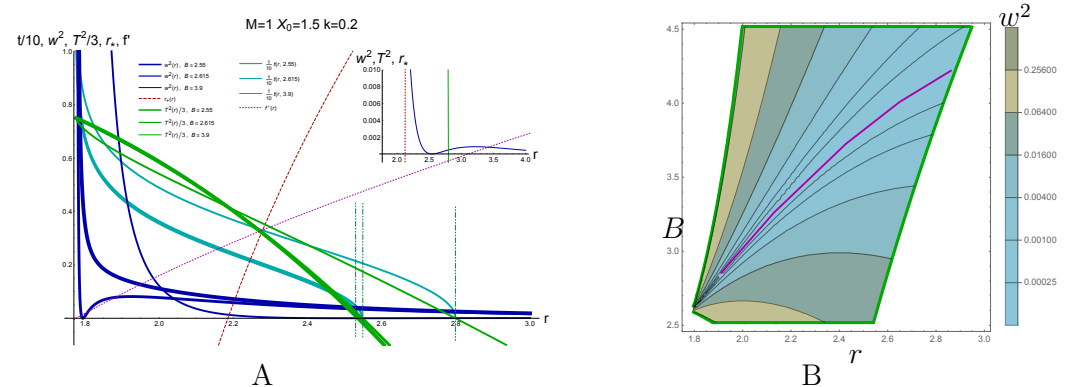 M=1 X₀=1.5 k=0.2
t/10, w², T²/3, r*, f'
1.0
0.8
0.6
0.4
0.2
1.8
2.0
2.2
2.4
2.6
2.8
3.0
r
w²(r), B=2.55
w²(r), B=2.615
w²(r), B=3.9
r*(r)
T²(r)/3, B=2.55
T²(r)/3, B=2.615
T²(r)/3, B=3.9
1/10 t(r, 2.55)
1/10 t(r, 2.615)
1/10 t(r, 3.9)
f'(r)
w², T², r*
0.010
0.008
0.006
0.004
0.002
2.0
2.5
3.0
3.5
4.0
r
A
4.5
4.0
3.5
3.0
2.5
B
1.8
2.0
2.2
2.4
2.6
2.8
3.0
r
B
w²
0.25600
0.06400
0.01600
0.00400
0.00100
0.00025